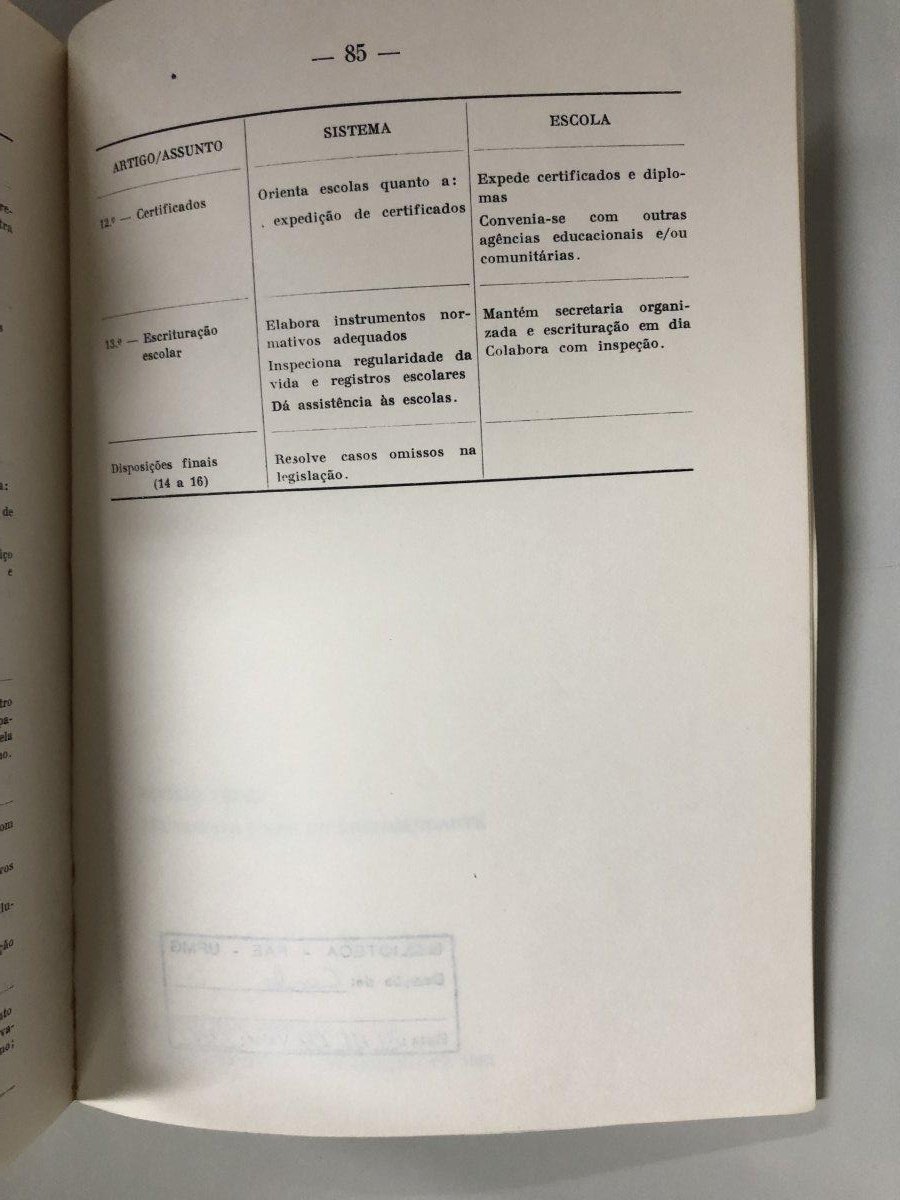 — 85 —
ARTIGO/ASSUNTO
SISTEMA
ESCOLA
12.º — Certificados
Orienta escolas quanto a:
. expedição de certificados
Expede certificados e diplo-
mas
Convenia-se com outras
agências educacionais e/ou
comunitárias.
13.º — Escrituração
escolar
Elabora instrumentos nor-
mativos adequados
Inspeciona regularidade da
vida e registros escolares
Dá assistência às escolas.
Mantém secretaria organi-
zada e escrituração em dia
Colabora com inspeção.
Disposições finais
(14 a 16)
Resolve casos omissos na
legislação.
BIBLIOTECA - FAE - UFMG